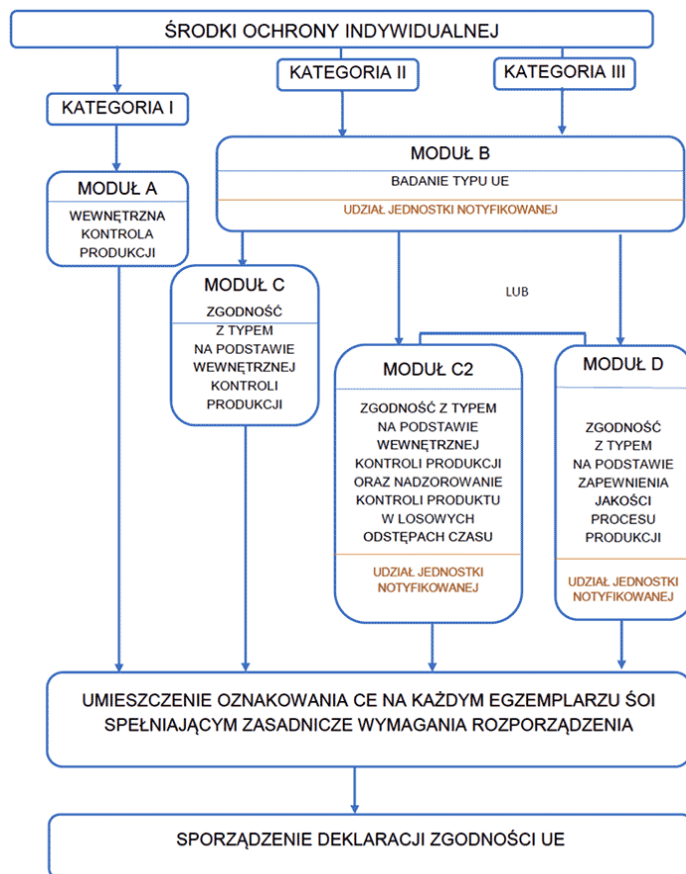 ŚRODKI OCHRONY INDYWIDUALNEJ
KATEGORIA I
KATEGORIA II
KATEGORIA III
MODUŁ A
WEWNĘTRZNA
KONTROLA
PRODUKCJI
MODUŁ B
BADANIE TYPU UE
UDZIAŁ JEDNOSTKI NOTYFIKOWANEJ
MODUŁ C
ZGODNOŚĆ
Z TYPEM
NA PODSTAWIE
WEWNĘTRZNEJ
KONTROLI
PRODUKCJI
LUB
MODUŁ C2
ZGODNOŚĆ Z TYPEM
NA PODSTAWIE
WEWNĘTRZNEJ
KONTROLI PRODUKCJI
ORAZ NADZOROWANIE
KONTROLI PRODUKTU
W LOSOWYCH
ODSTĘPACH CZASU
UDZIAŁ JEDNOSTKI
NOTYFIKOWANEJ
MODUŁ D
ZGODNOŚĆ
Z TYPEM
NA PODSTAWIE
ZAPEWNIENIA
JAKOŚCI
PROCESU
PRODUKCJI
UDZIAŁ JEDNOSTKI
NOTYFIKOWANEJ
UMIESZCZENIE OZNAKOWANIA CE NA KAŻDYM EGZEMPLARZU ŚOI
SPEŁNIAJĄCYM ZASADNICZE WYMAGANIA ROZPORZĄDZENIA
SPORZĄDZENIE DEKLARACJI ZGODNOŚCI UE